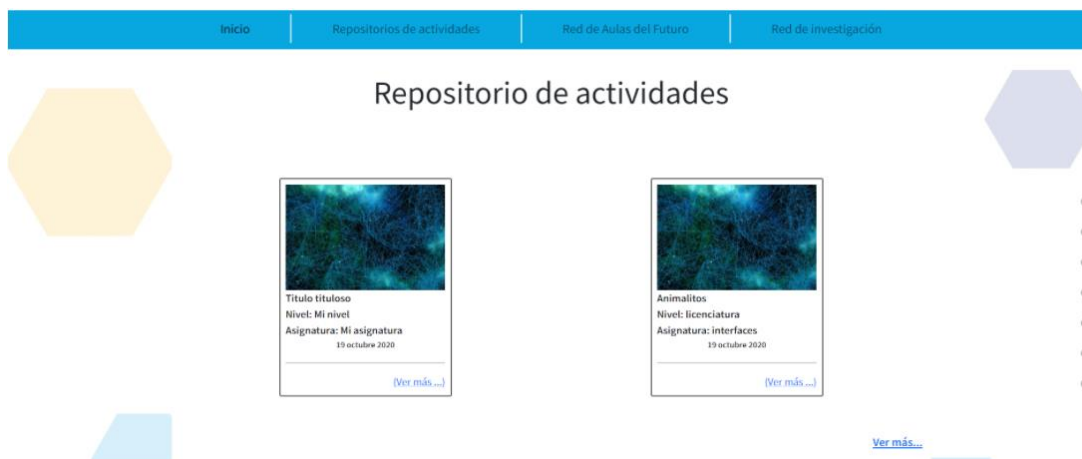 Inicio
Repositorios de actividades
Red de Aulas del Futuro
Red de investigación
Repositorio de actividades
Titulo tituloso
Nivel: Mi nivel
Asignatura: Mi asignatura
19 octubre 2020
(Ver más ...)
Animalitos
Nivel: licenciatura
Asignatura: interfaces
19 octubre 2020
(Ver más ...)
Ver más...